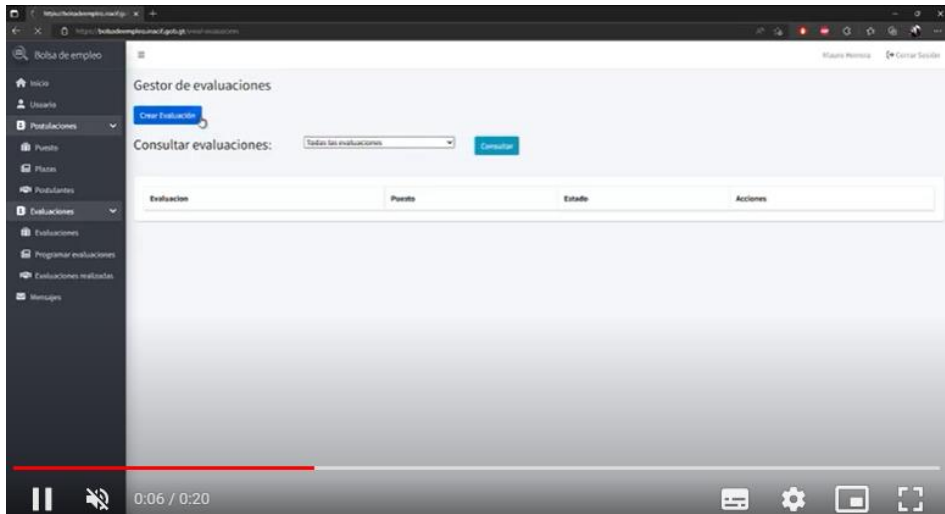 Bolsa de empleo
Cerrar Sesión
Inicio
Usuario
Postulaciones
Puesto
Plazas
Postulantes
Evaluaciones
Evaluaciones
Programar evaluaciones
Evaluaciones realizadas
Mensajes
Gestor de evaluaciones
Crear Evaluación
Consultar evaluaciones:
Todas las evaluaciones
Consultar
Evaluacion Puesto Estado Acciones
0:06 / 0:20